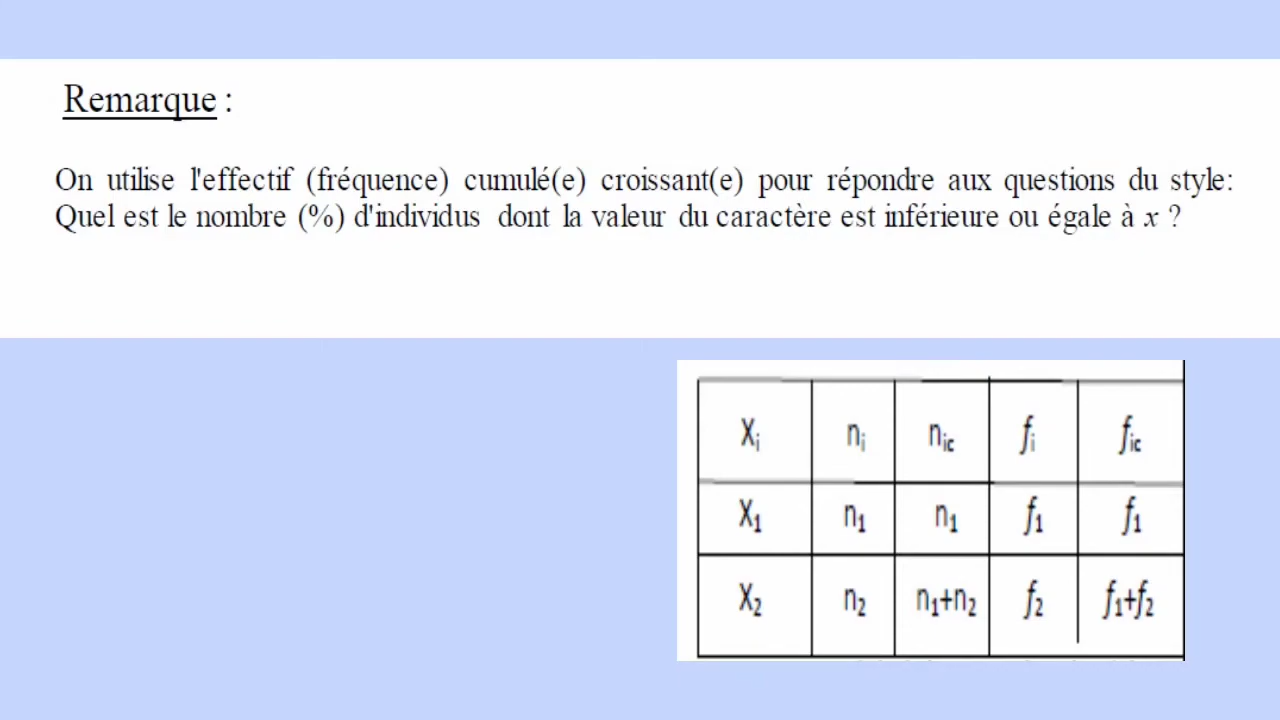 Remarque :
On utilise l'effectif (fréquence) cumulé(e) croissant(e) pour répondre aux questions du style:
Quel est le nombre (%) d'individus dont la valeur du caractère est inférieure ou égale à x ?
Xi ni nic fi fic
X1 n1 n1 f1 f1
X2 n2 n1+n2 f2 f1+f2